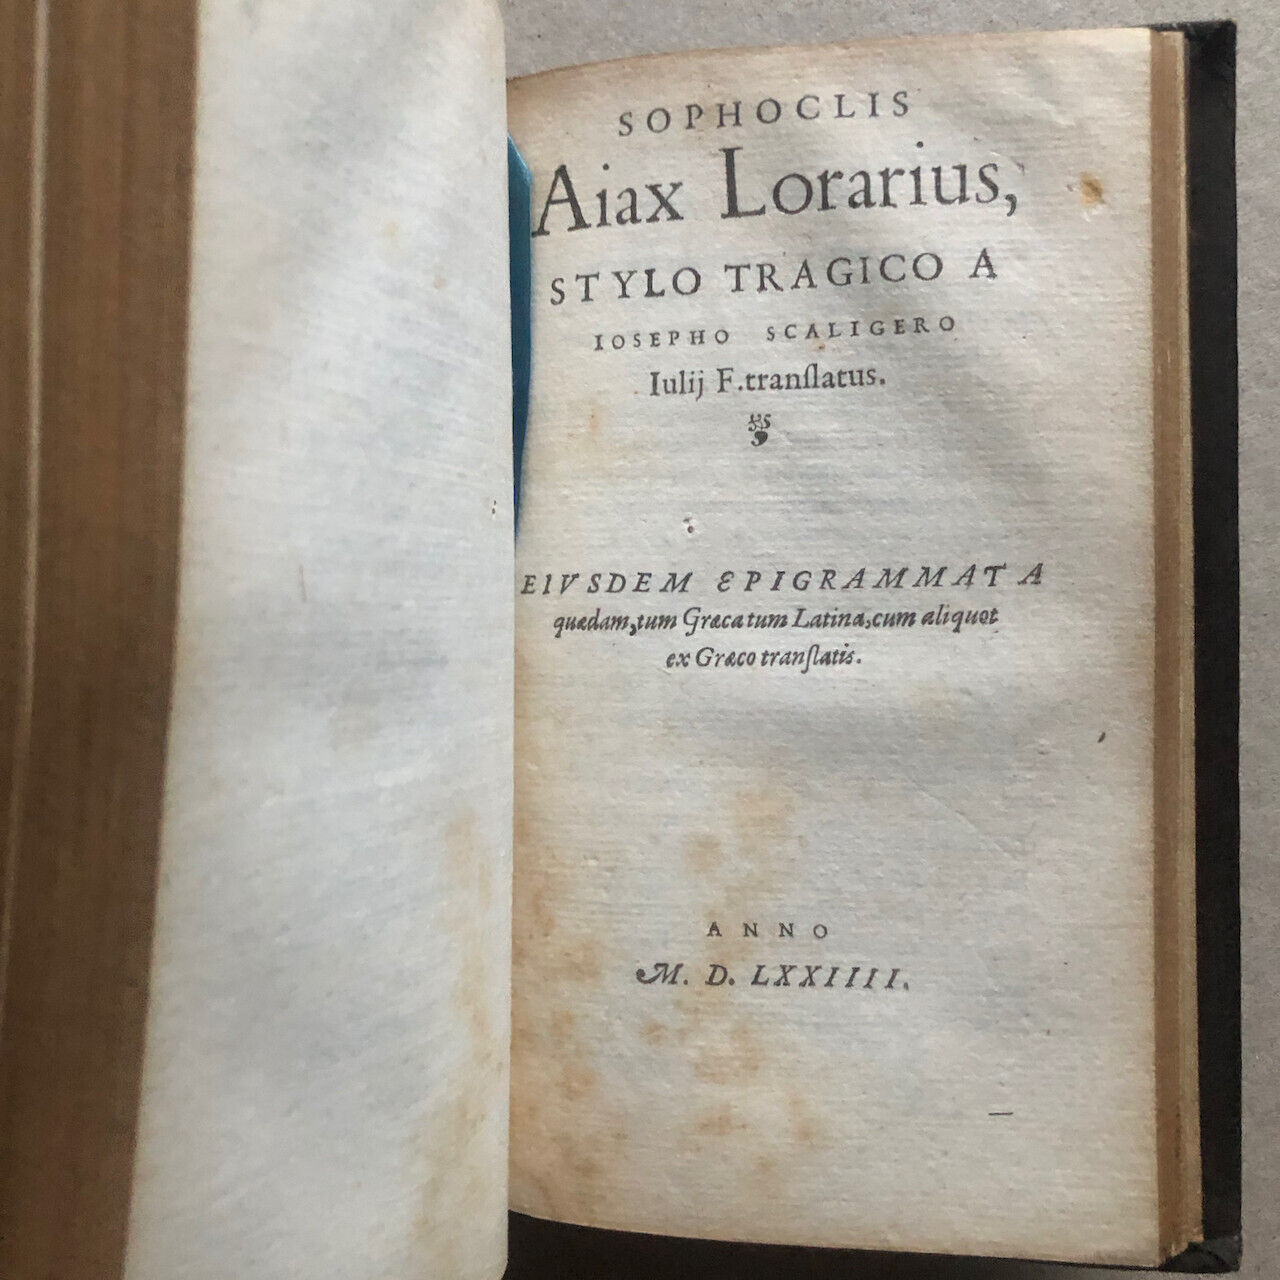 SOPHOCLIS
Aiax Lorarius,
STYLO TRAGICO A
IOSEPHO SCALIGERO
Iulij F. tranſlatus.
EIVSDEM EPIGRAMMATA
quædam, tum Græca tum Latina, cum aliquot
ex Græco tranſlatis.
ANNO
M. D. LXXIIII.